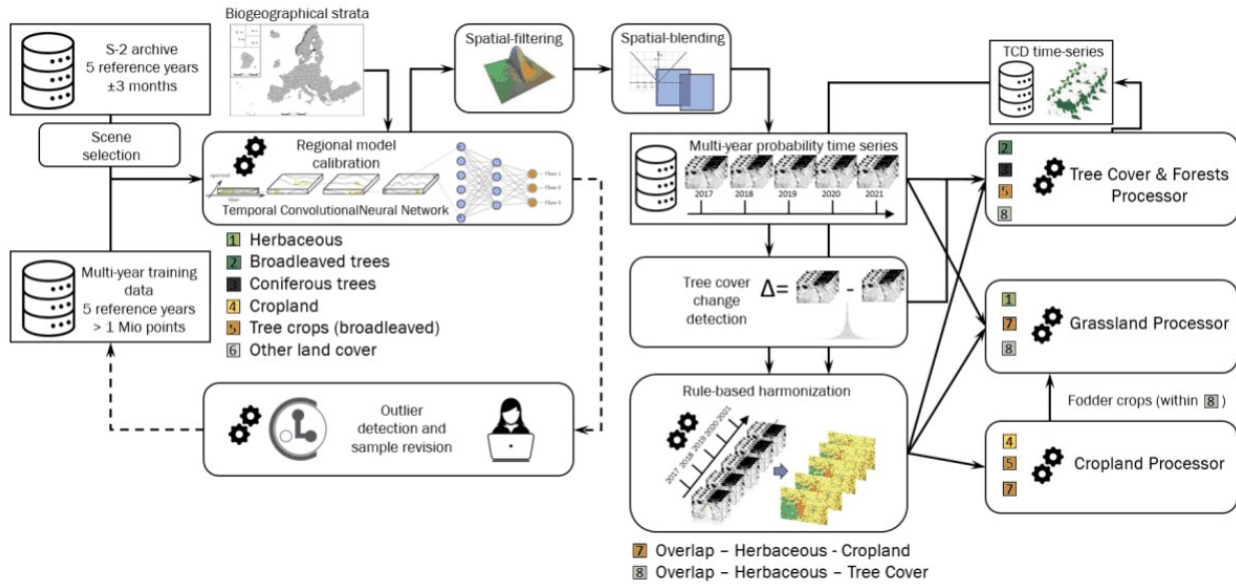 Biogeographical strata
S-2 archive
5 reference years
±3 months
Scene
selection
Spatial-filtering
Spatial-blending
TCD time-series
Regional model
calibration
Class 1
Class 2
Temporal ConvolutionalNeural Network
Multi-year probability time series
2017
2018
2019
2020
2021
2
3
5
8
Tree Cover & Forests
Processor
Multi-year training
data
5 reference years
> 1 Mio points
1 Herbaceous
2 Broadleaved trees
3 Coniferous trees
4 Cropland
5 Tree crops (broadleaved)
6 Other land cover
Tree cover
change
detection
Δ=
-
1
7
8
Grassland Processor
Outlier
detection and
sample revision
Rule-based harmonization
2017
2018
2019
2020
2021
Fodder crops (within 8 )
4
5
7
Cropland Processor
7 Overlap – Herbaceous - Cropland
8 Overlap – Herbaceous – Tree Cover